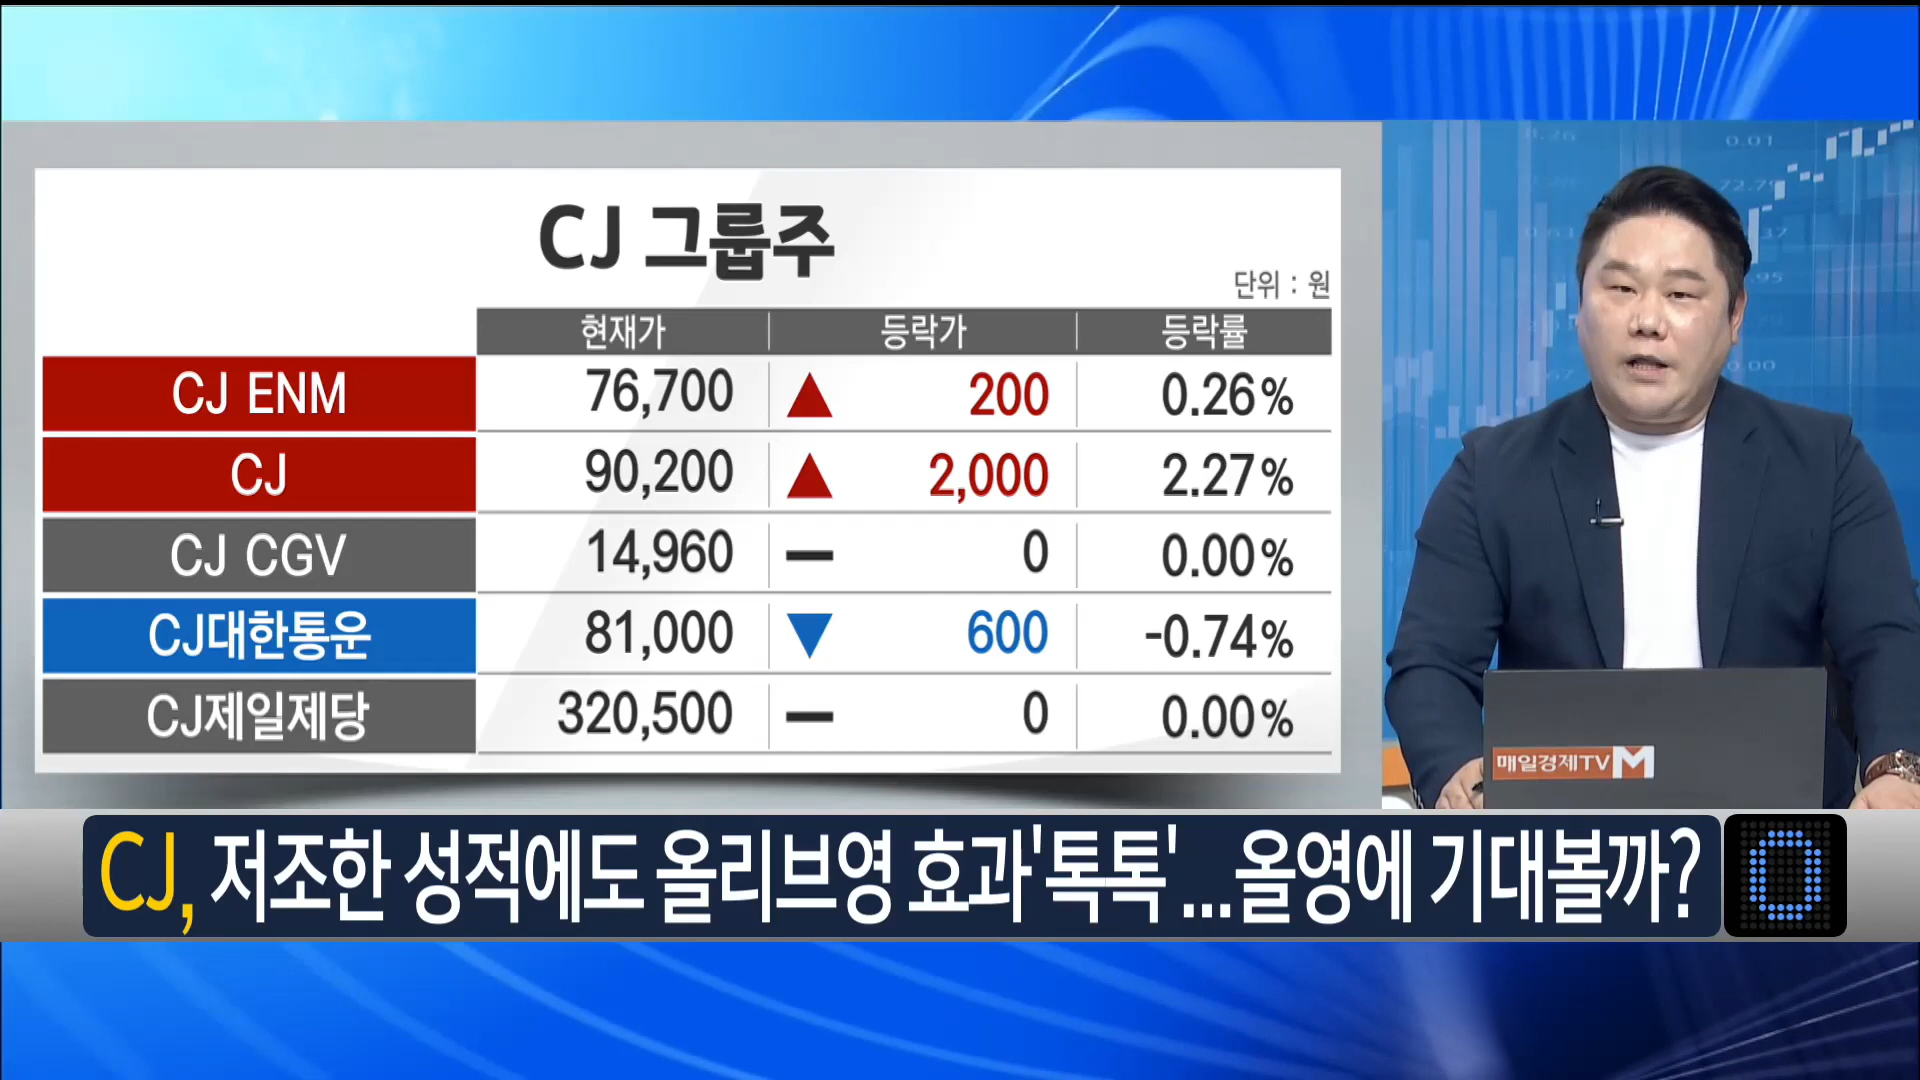 CJ 그룹주
단위 : 원
현재가 등락가 등락률
CJ ENM 76,700 ▲ 200 0.26%
CJ 90,200 ▲ 2,000 2.27%
CJ CGV 14,960 — 0 0.00%
CJ대한통운 81,000 ▼ 600 -0.74%
CJ제일제당 320,500 — 0 0.00%
0.01
매일경제TV M
CJ, 저조한 성적에도 올리브영 효과'톡톡'...올영에 기대볼까?
0